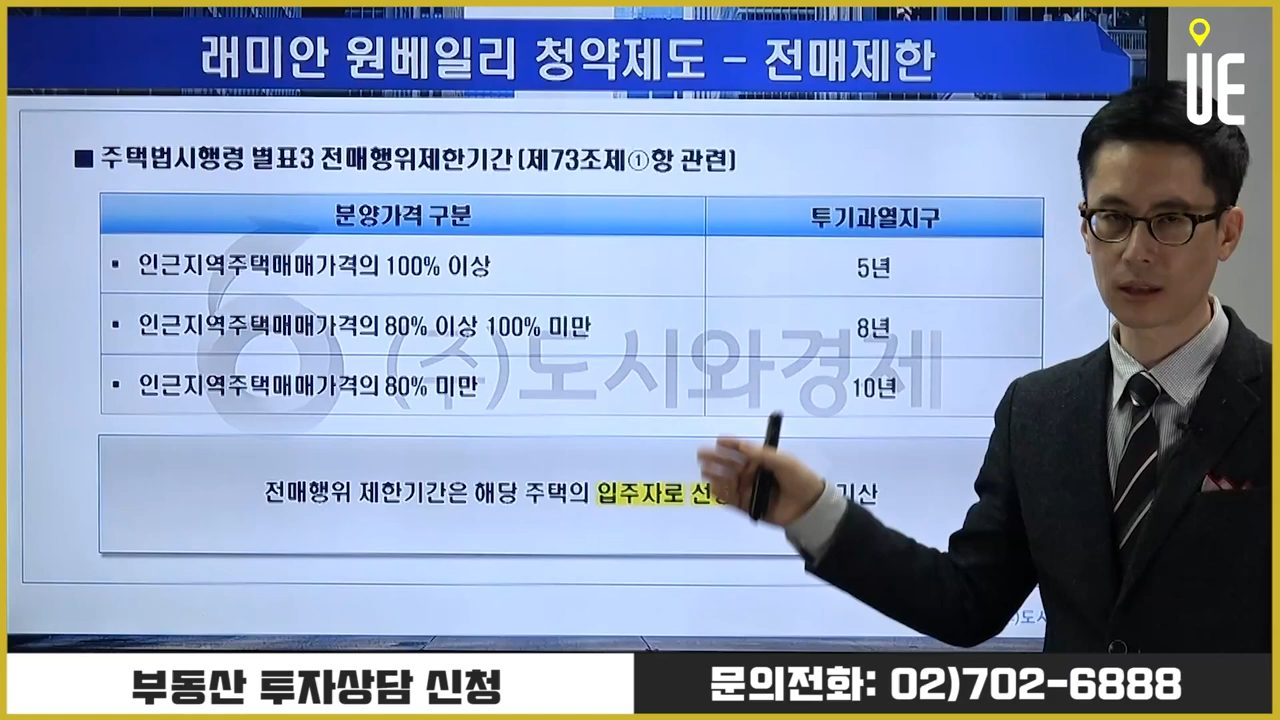 래미안 원베일리 청약제도 - 전매제한
UE
■ 주택법시행령 별표3 전매행위제한기간(제73조제①항 관련)
분양가격 구분 투기과열지구
▪ 인근지역주택매매가격의 100% 이상 5년
▪ 인근지역주택매매가격의 80% 이상 100% 미만 8년
▪ 인근지역주택매매가격의 80% 미만 10년
(주)도시와경제
전매행위 제한기간은 해당 주택의 입주자로 기산
부동산 투자상담 신청
문의전화: 02)702-6888